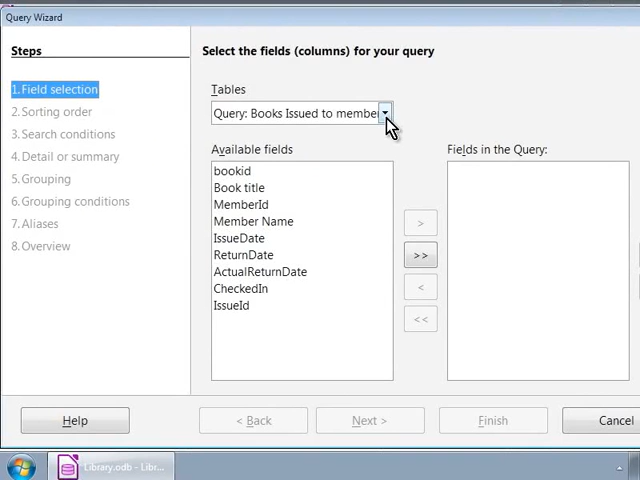 Query Wizard
Steps
Select the fields (columns) for your query
1.Field selection
2.Sorting order
3.Search conditions
4.Detail or summary
5.Grouping
6.Grouping conditions
7.Aliases
8.Overview
Tables
Query: Books Issued to membe
Available fields
Fields in the Query:
bookid
Book title
MemberId
Member Name
IssueDate
ReturnDate
ActualReturnDate
CheckedIn
IssueId
>
>>
<
<<
Help
< Back
Next >
Finish
Cancel
Library.odb - Libr...